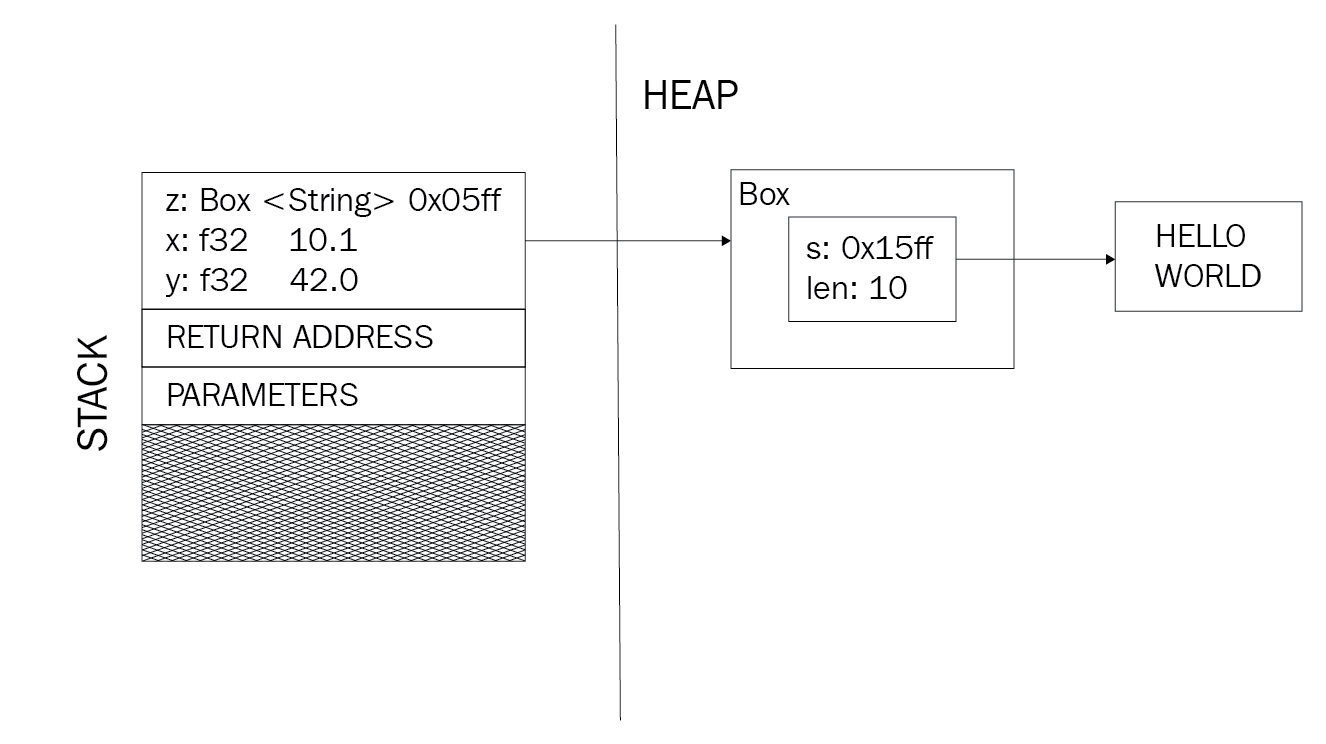 HEAP
z: Box <String> 0x05ff
x: f32 10.1
y: f32 42.0
RETURN ADDRESS
PARAMETERS
STACK
Box
s: 0x15ff
len: 10
HELLO
WORLD